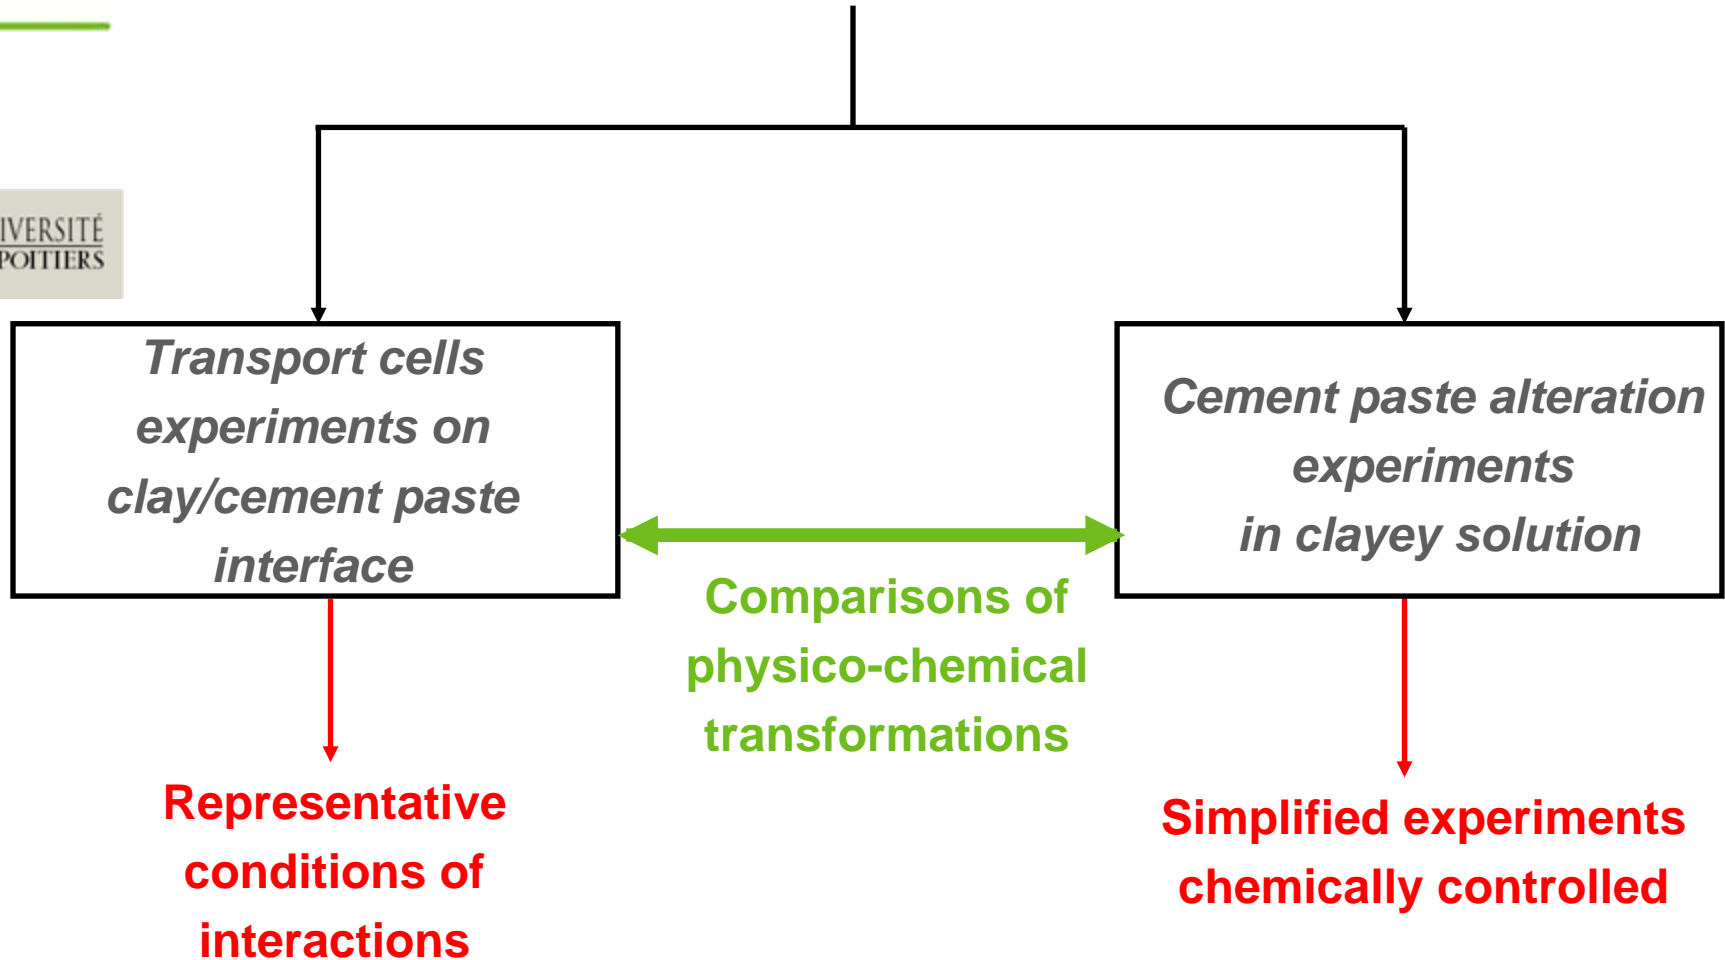 IVERSITÉ
POITIERS
Transport cells
experiments on
clay/cement paste
interface
Cement paste alteration
experiments
in clayey solution
Comparisons of
physico-chemical
transformations
Representative
conditions of
interactions
Simplified experiments
chemically controlled